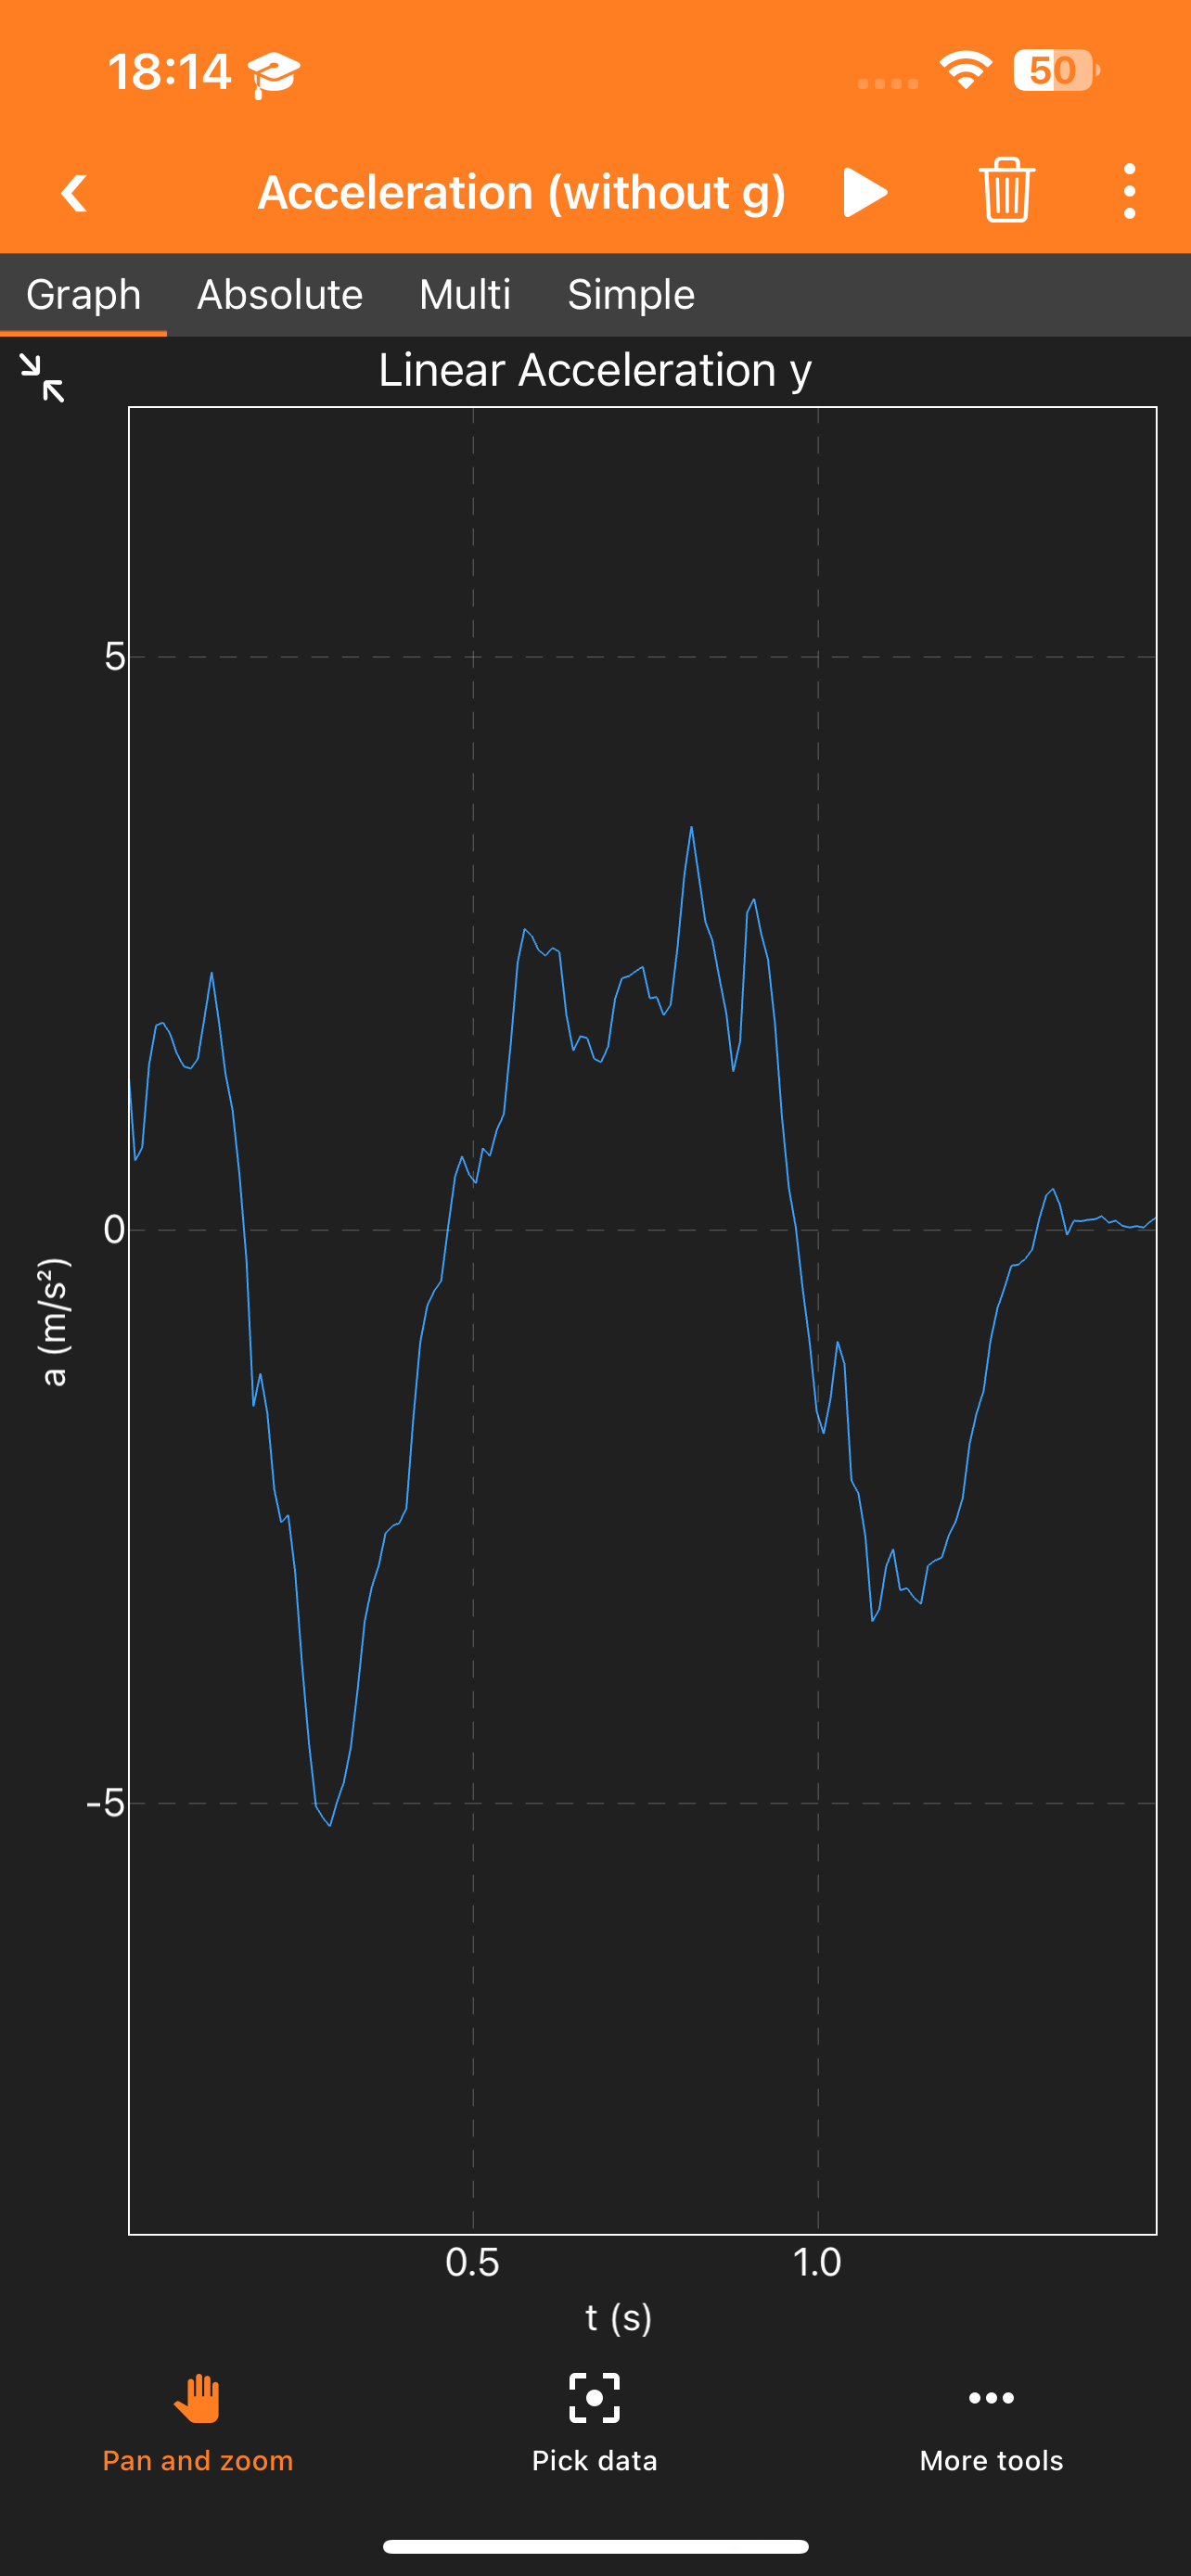 18:14
50
Acceleration (without g)
Graph Absolute Multi Simple
Linear Acceleration y
5
0
-5
a (m/s²)
0.5 1.0
t (s)
Pan and zoom Pick data More tools